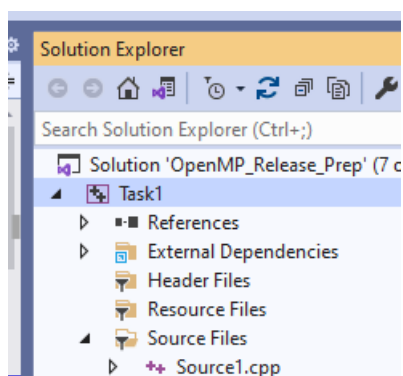 Solution Explorer
Search Solution Explorer (Ctrl+;)
Solution 'OpenMP_Release_Prep' (7 o
Task1
References
External Dependencies
Header Files
Resource Files
Source Files
Source1.cpp